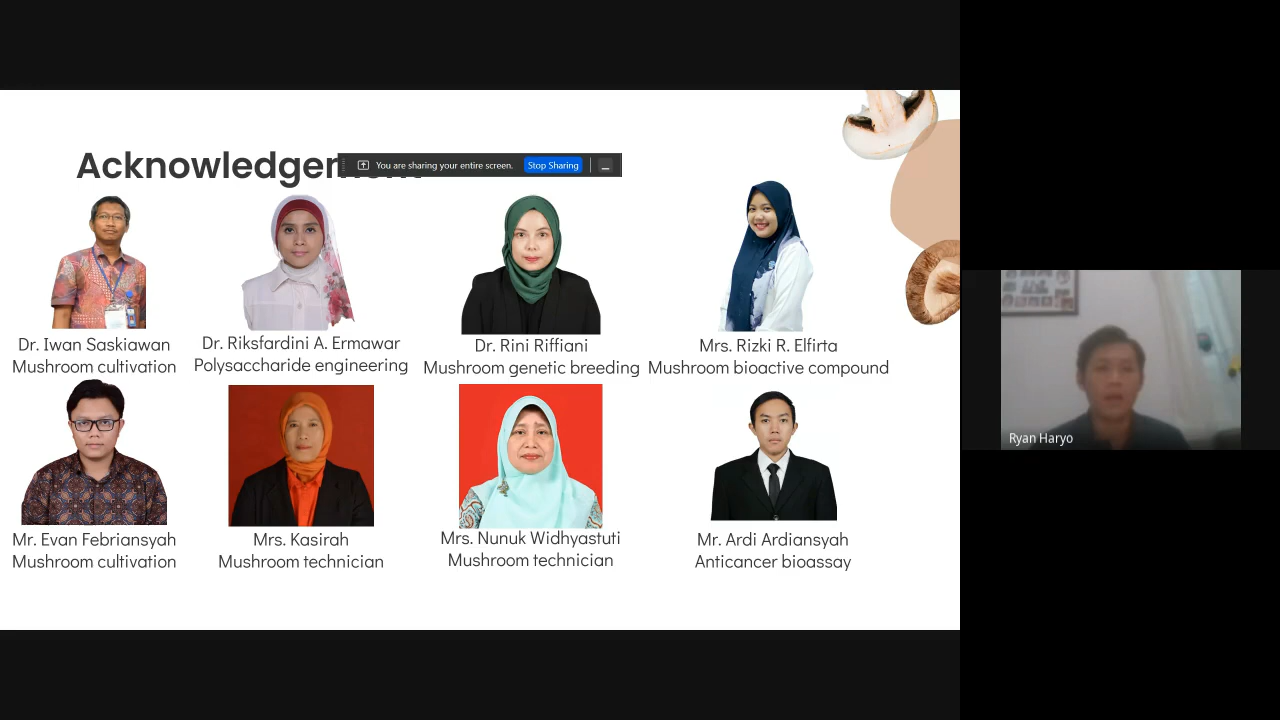 Acknowledgement
You are sharing your entire screen.
Stop Sharing
Dr. Iwan Saskiawan
Mushroom cultivation
Dr. Riksfardini A. Ermawar
Polysaccharide engineering
Dr. Rini Riffiani
Mushroom genetic breeding
Mrs. Rizki R. Elfirta
Mushroom bioactive compound
Mr. Evan Febriansyah
Mushroom cultivation
Mrs. Kasirah
Mushroom technician
Mrs. Nunuk Widhyastuti
Mushroom technician
Mr. Ardi Ardiansyah
Anticancer bioassay
Ryan Haryo